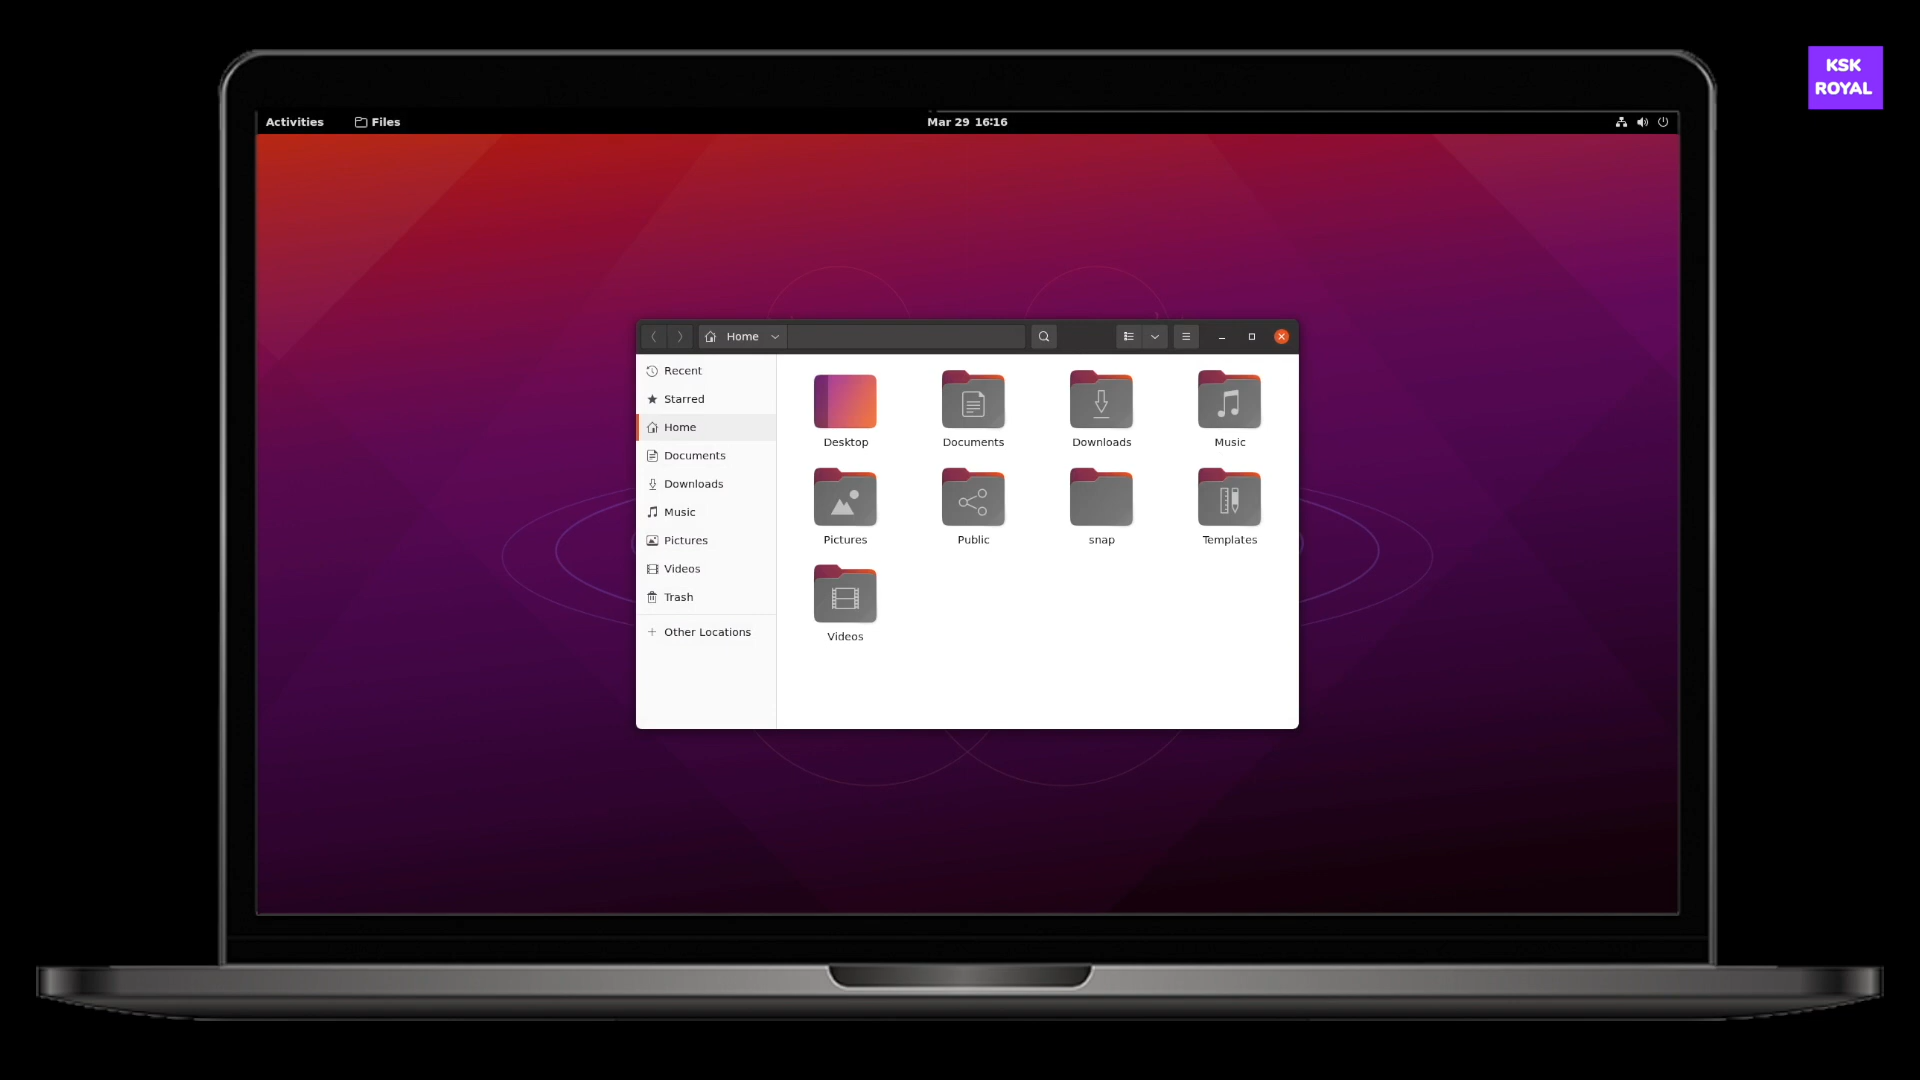 KSK
ROYAL
Activities Files Mar 29 16:16
Home
Recent
Starred
Home
Documents
Downloads
Music
Pictures
Videos
Trash
Other Locations
Desktop Documents Downloads Music
Pictures Public snap Templates
Videos